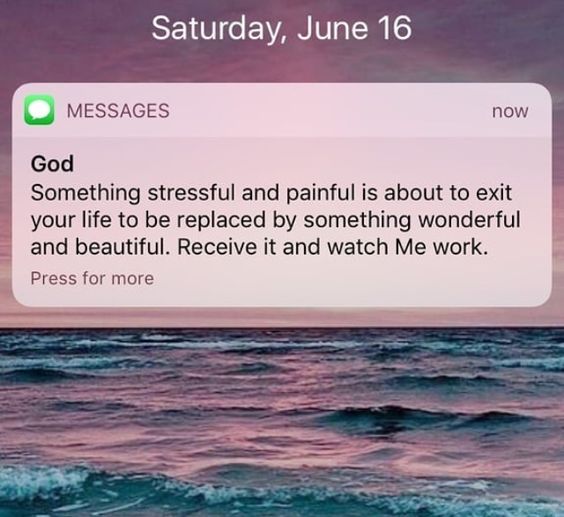 Saturday, June 16
MESSAGES now
God
Something stressful and painful is about to exit
your life to be replaced by something wonderful
and beautiful. Receive it and watch Me work.
Press for more